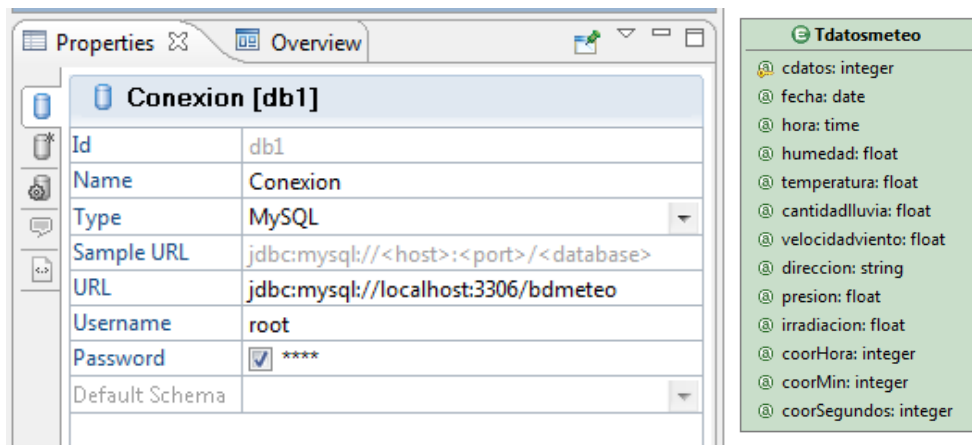 Properties Overview
Conexion [db1]
Id db1
Name Conexion
Type MySQL
Sample URL jdbc:mysql://<host>:<port>/<database>
URL jdbc:mysql://localhost:3306/bdmeteo
Username root
Password ****
Default Schema
Tdatosmeteo
cdatos: integer
fecha: date
hora: time
humedad: float
temperatura: float
cantidadlluvia: float
velocidadviento: float
direccion: string
presion: float
irradiacion: float
coorHora: integer
coorMin: integer
coorSegundos: integer